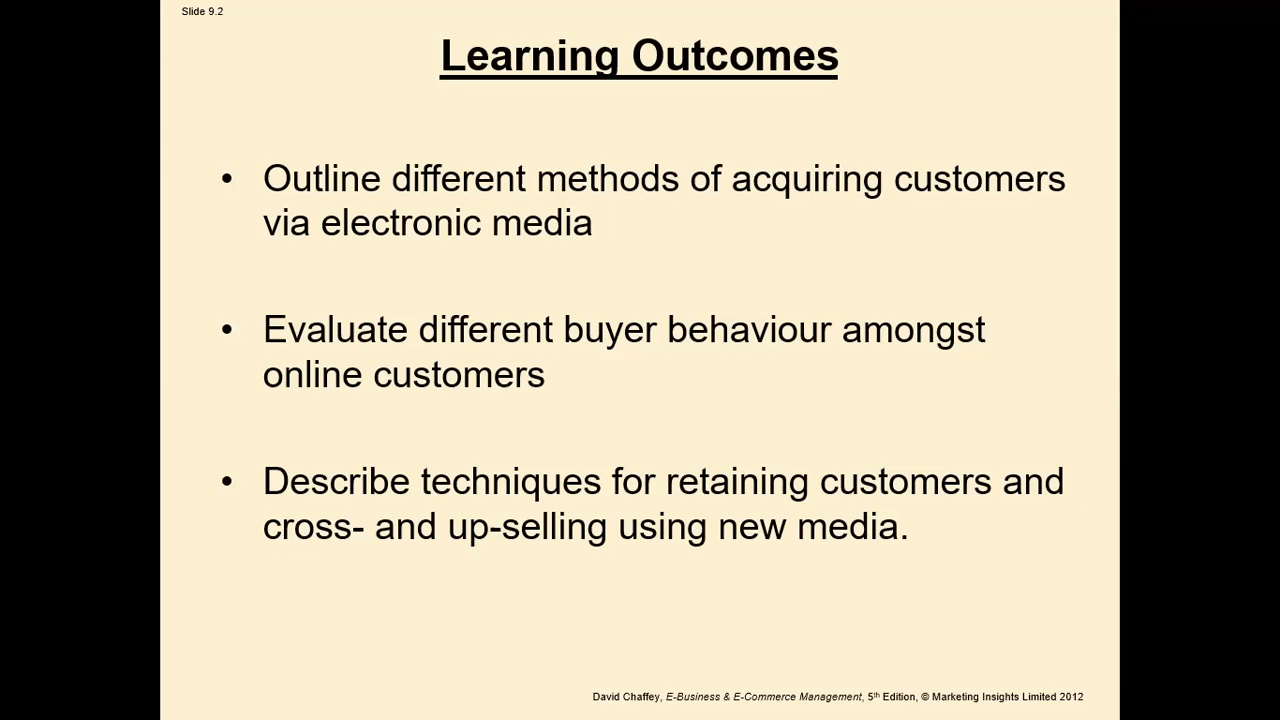 Slide 9.2
Learning Outcomes
• Outline different methods of acquiring customers
via electronic media
• Evaluate different buyer behaviour amongst
online customers
• Describe techniques for retaining customers and
cross- and up-selling using new media.
David Chaffey, E-Business & E-Commerce Management, 5th Edition, © Marketing Insights Limited 2012